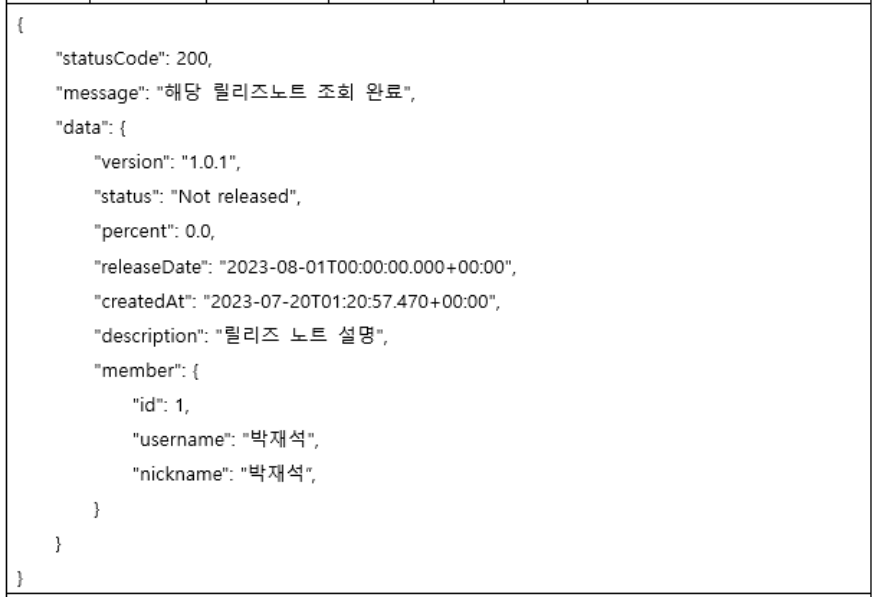 {
"statusCode": 200,
"message": "해당 릴리즈노트 조회 완료",
"data": {
"version": "1.0.1",
"status": "Not released",
"percent": 0.0,
"releaseDate": "2023-08-01T00:00:00.000+00:00",
"createdAt": "2023-07-20T01:20:57.470+00:00",
"description": "릴리즈 노트 설명",
"member": {
"id": 1,
"username": "박재석",
"nickname": "박재석",
}
}
}